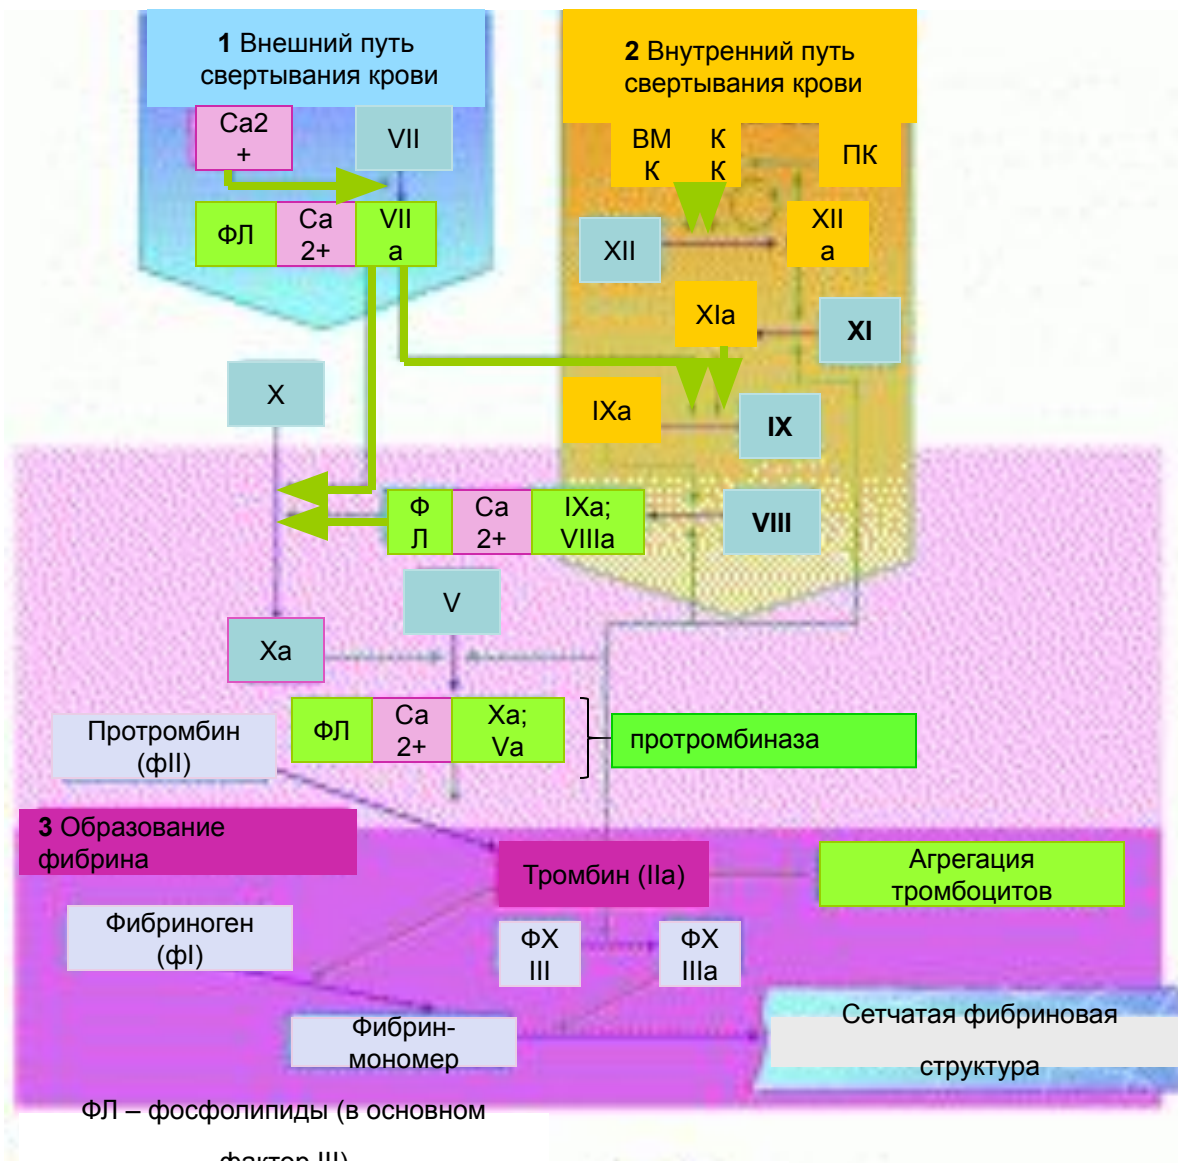 1 Внешний путь
свертывания крови
2 Внутренний путь
свертывания крови
Ca2
+
VII
ВМ
К
К
К
ПК
ФЛ
Ca
2+
VII
a
XII
XII
a
XIa
XI
X
IXa
IX
Ф
Л
Ca
2+
IXa;
VIIIa
VIII
V
Xa
ФЛ
Ca
2+
Xa;
Va
протромбиназа
Протромбин
(фII)
3 Образование
фибрина
Тромбин (IIa)
Агрегация
тромбоцитов
Фибриноген
(фI)
ФХ
III
ФХ
IIIa
Фибрин-
мономер
Сетчатая фибриновая
структура
ФЛ – фосфолипиды (в основном
фактор III)